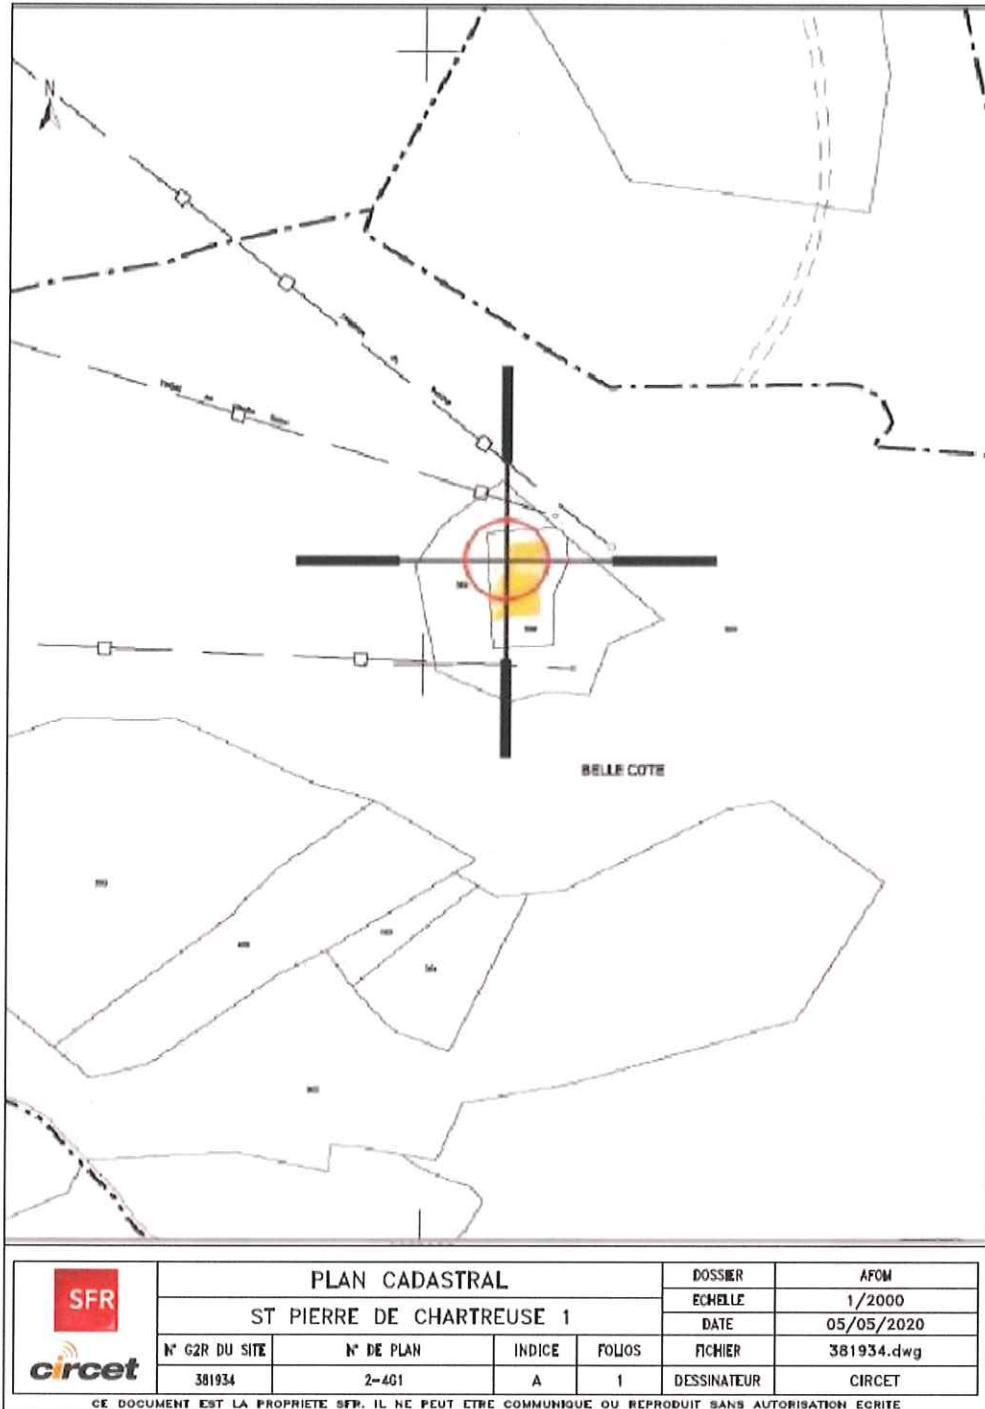 N
BELLE COTE
SFR
circet
PLAN CADASTRAL
ST PIERRE DE CHARTREUSE 1
N° G2R DU SITE
N° DE PLAN
INDICE
FOLIOS
381934
2-4G1
A
1
DOSSIER
AFOM
ECHELLE
1/2000
DATE
05/05/2020
FICHIER
381934.dwg
DESSINATEUR
CIRCET
CE DOCUMENT EST LA PROPRIETE SFR. IL NE PEUT ETRE COMMUNIQUE OU REPRODUIT SANS AUTORISATION ECRITE